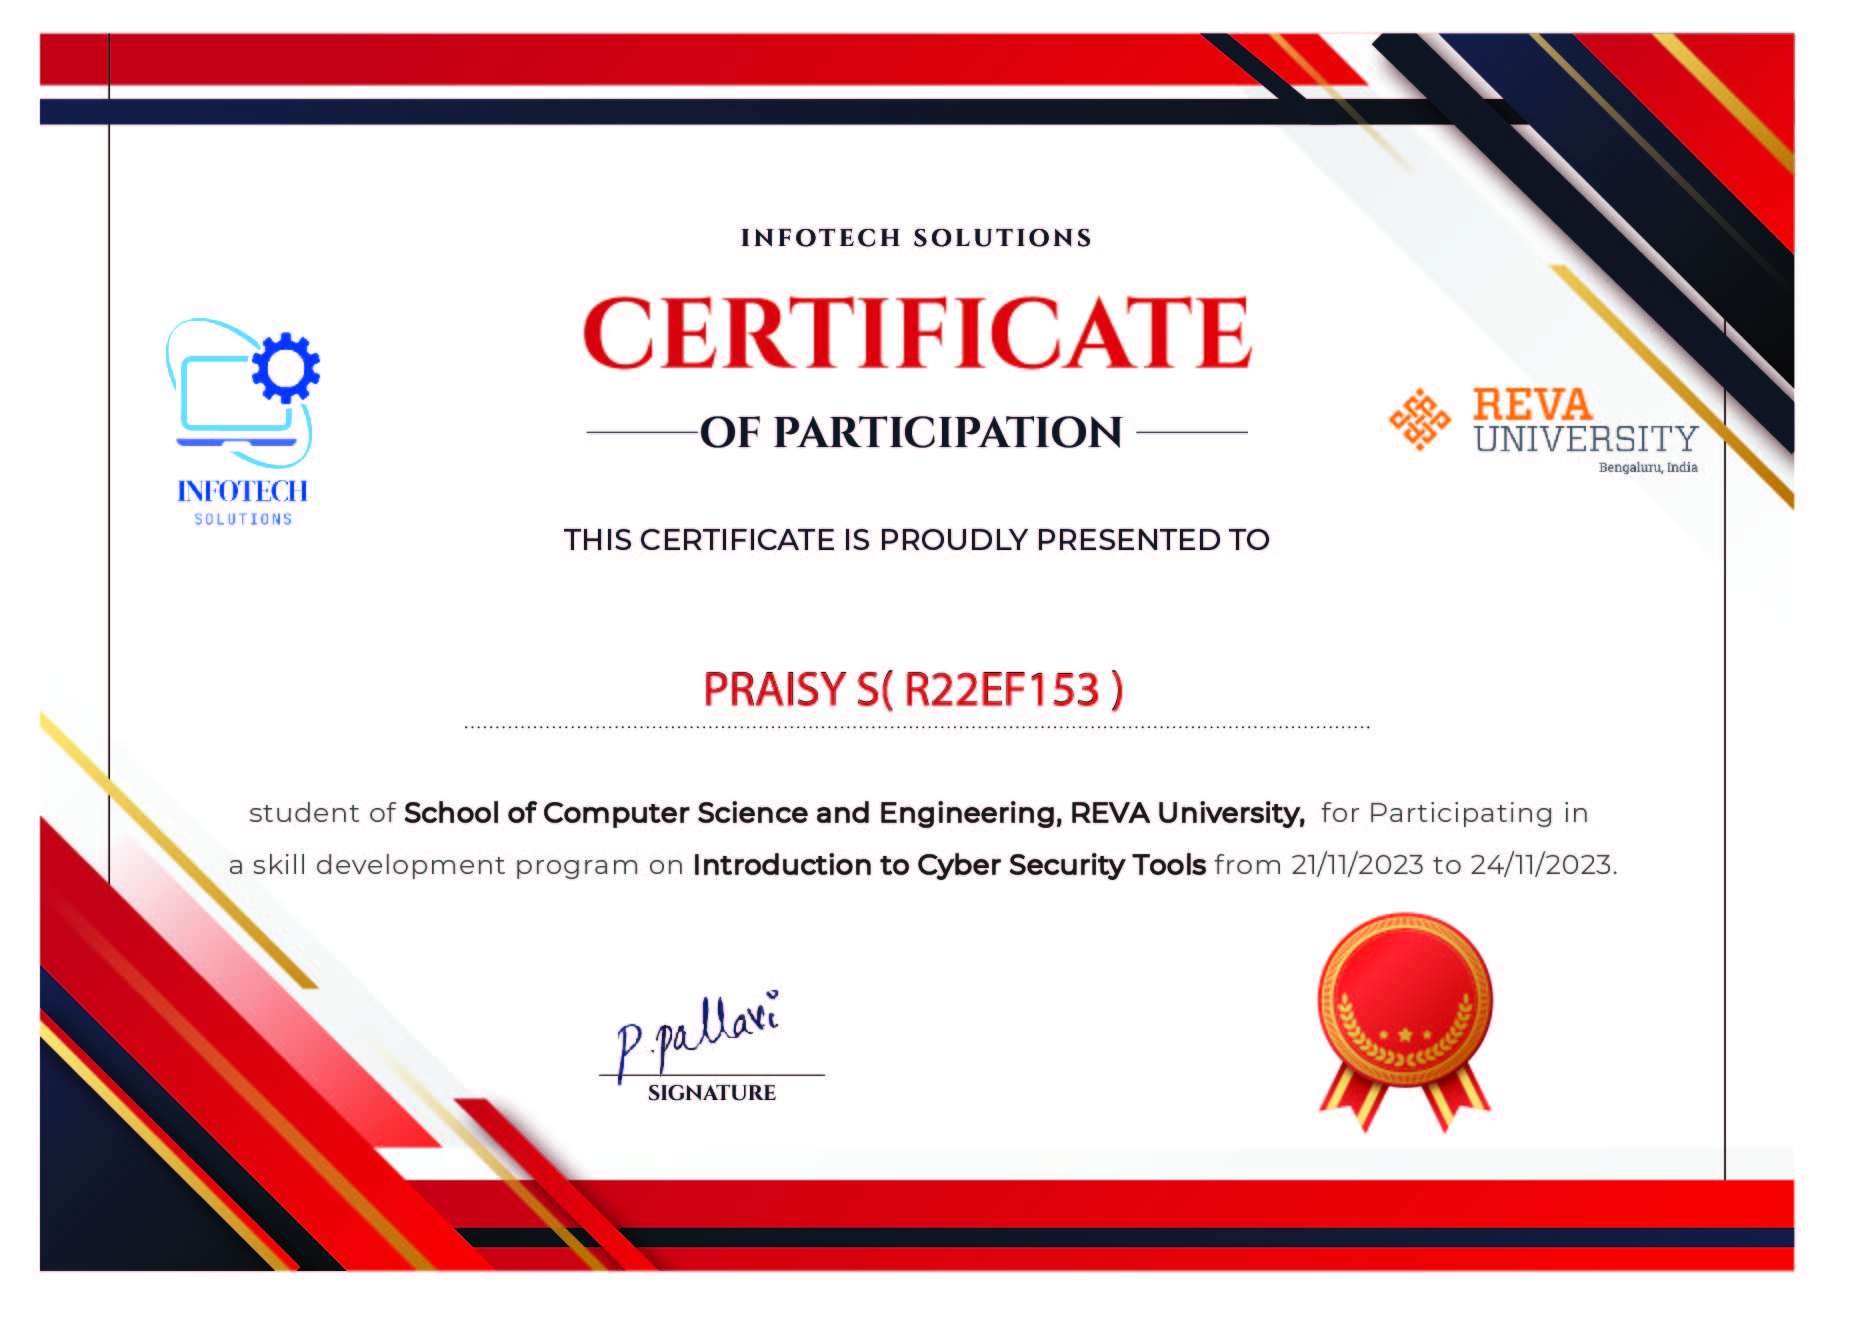 INFOTECH SOLUTIONS
CERTIFICATE
OF PARTICIPATION
INFOTECH
SOLUTIONS
REVA
UNIVERSITY
Bengaluru, India
THIS CERTIFICATE IS PROUDLY PRESENTED TO
PRAISY S( R22EF153 )
student of School of Computer Science and Engineering, REVA University, for Participating in
a skill development program on Introduction to Cyber Security Tools from 21/11/2023 to 24/11/2023.
P.pallavi
SIGNATURE